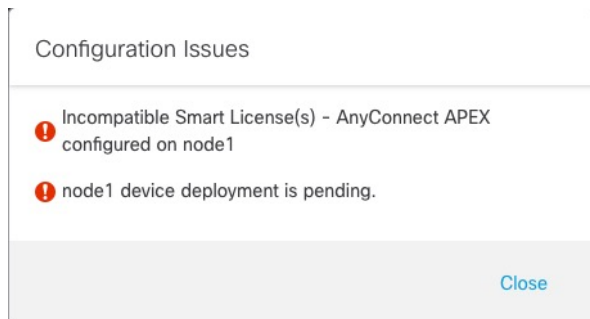 Configuration Issues
Incompatible Smart License(s) - AnyConnect APEX
configured on node1
node1 device deployment is pending.
Close